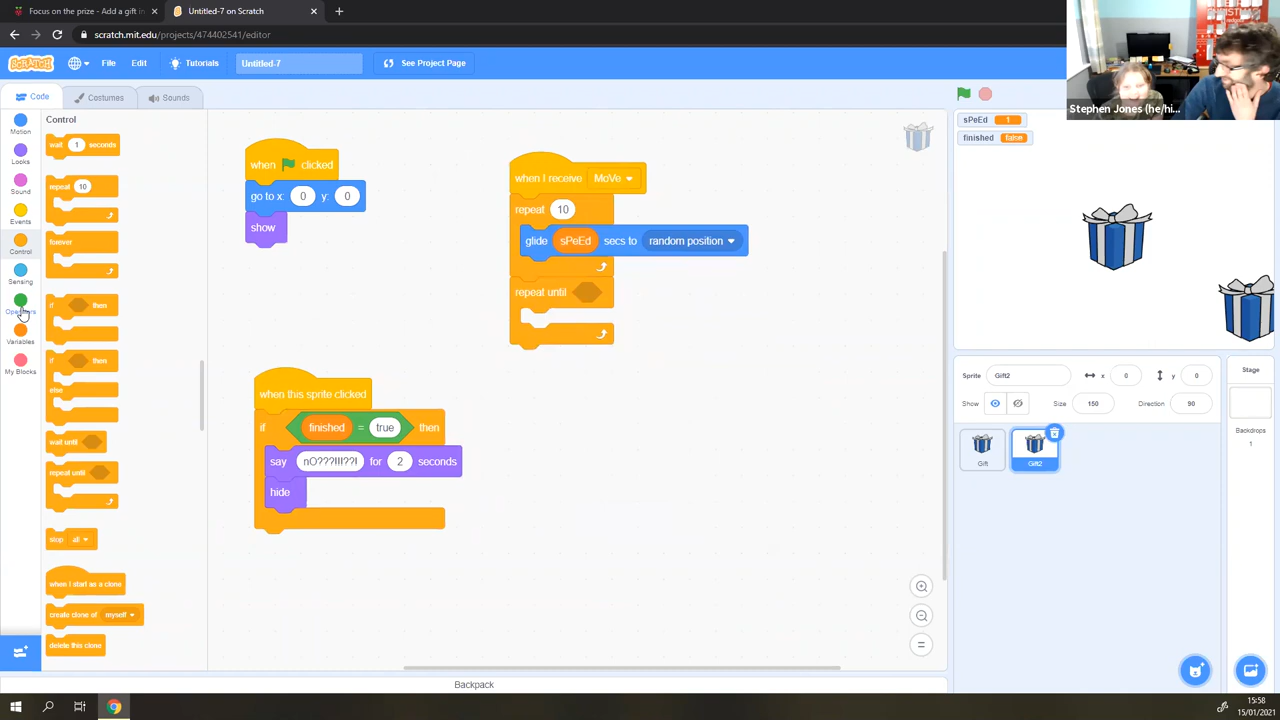 Focus on the prize - Add a gift in
Untitled-7 on Scratch
scratch.mit.edu/projects/474402541/editor
SCRATCH
File
Edit
Tutorials
Untitled-7
See Project Page
Stephen Jones (he/hi...
Code
Costumes
Sounds
Motion
Looks
Sound
Events
Control
Sensing
Operators
Variables
My Blocks
Control
wait 1 seconds
repeat 10
forever
if then
if then
else
wait until
repeat until
stop all
when I start as a clone
create clone of myself
delete this clone
when clicked
go to x: 0 y: 0
show
when this sprite clicked
if finished = true then
say nO???!!!??! for 2 seconds
hide
when I receive MoVe
repeat 10
glide sPeEd secs to random position
repeat until
sPeEd 1
finished false
Sprite Gift2 x 0 y 0
Show Size 150 Direction 90
Gift
Gift2
Stage
Backdrops
1
Backpack
15:58
15/01/2021